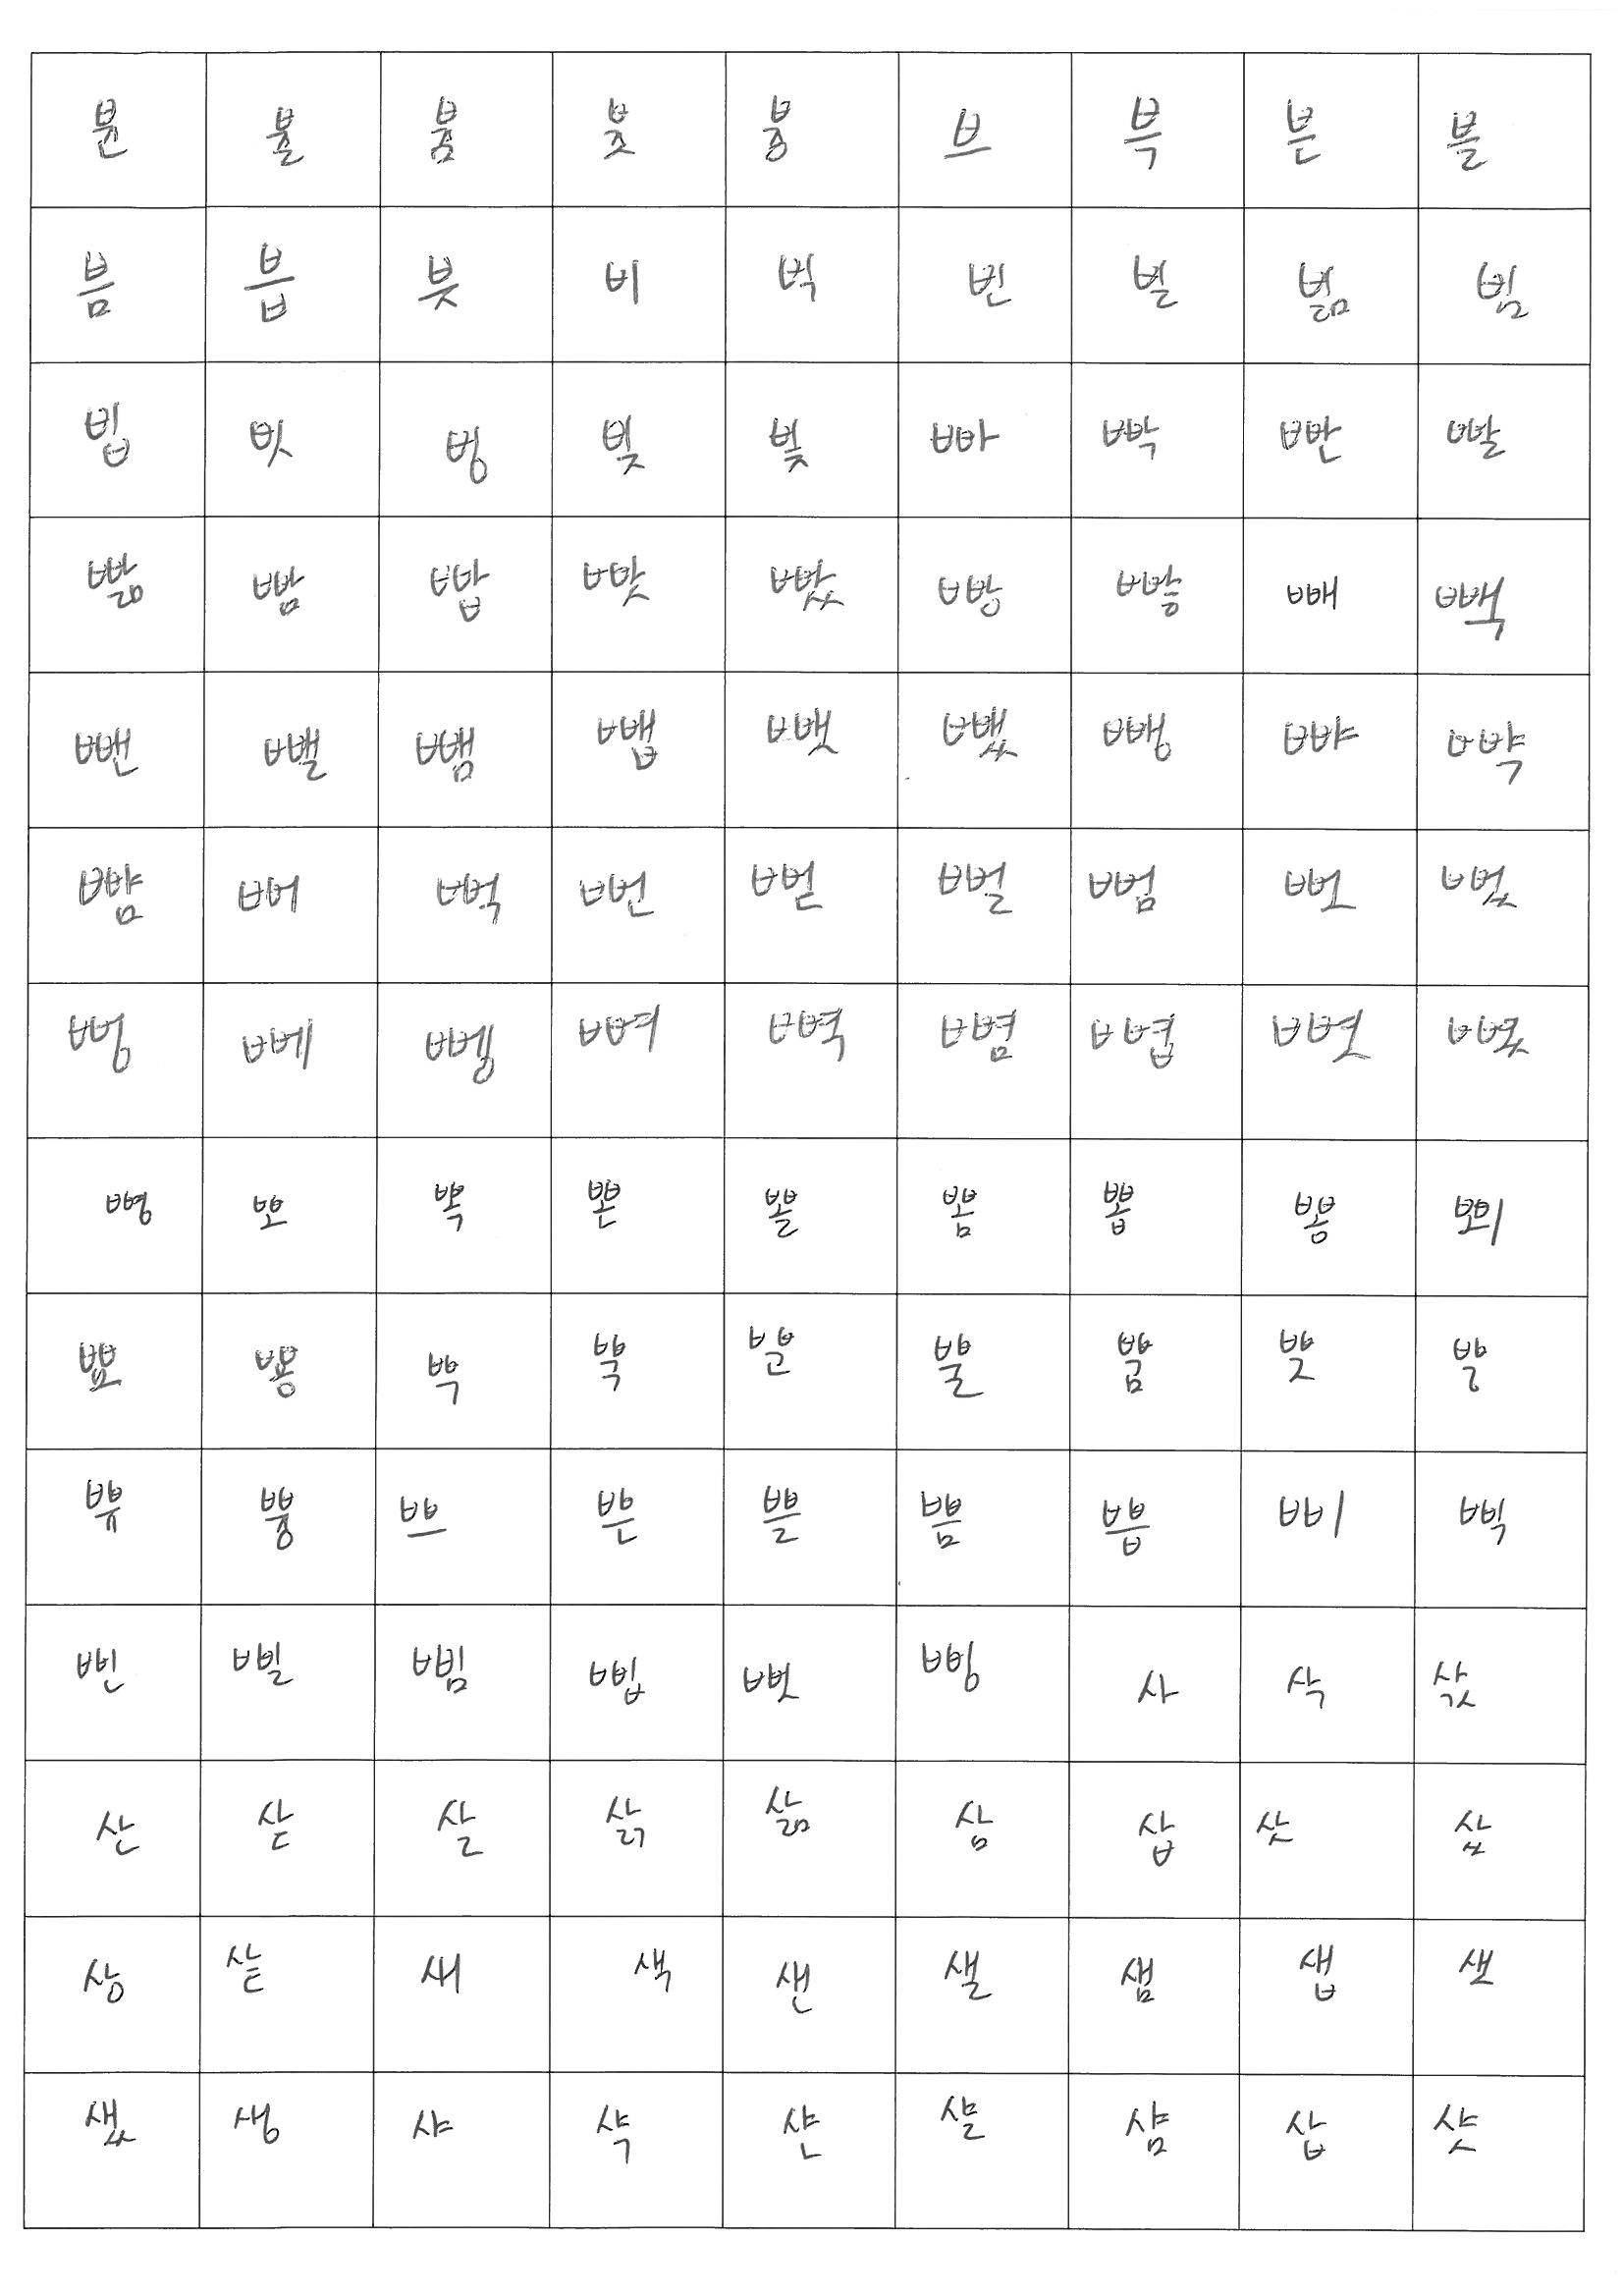 뷴 뷸 븀 븃 븅 브 븍 븐 블
븜 븝 븟 비 빅 빈 빌 빎 빔
빕 빗 빙 빚 빛 빠 빡 빤 빨
빪 빰 빱 빳 빴 빵 빻 빼 빽
뺀 뺄 뺌 뺍 뺏 뺐 뺑 뺘 뺙
뺨 뻐 뻑 뻔 뻗 뻘 뻠 뻣 뻤
뻥 뻬 뼁 뼈 뼉 뼘 뼙 뼛 뼜
뼝 뽀 뽁 뽄 뽈 뽐 뽑 뽕 뾔
뾰 뿅 뿍 뿍 뿐 뿔 뿜 뿟 뿡
쀼 쁑 쁘 쁜 쁠 쁨 쁩 삐 삑
삔 삘 삠 삡 삣 삥 사 삭 삯
산 삳 살 삵 삶 삼 삽 삿 샀
상 샅 새 색 샌 샐 샘 샙 샛
샜 생 샤 샥 샨 샬 샴 샵 샷